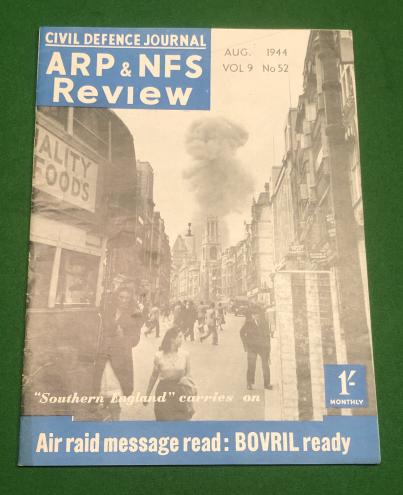 CIVIL DEFENCE JOURNAL
ARP & NFS
Review
AUG. 1944
VOL 9 No 52
ALITY
OODS
"Southern England" carries on
1/-
MONTHLY
Air raid message read: BOVRIL ready